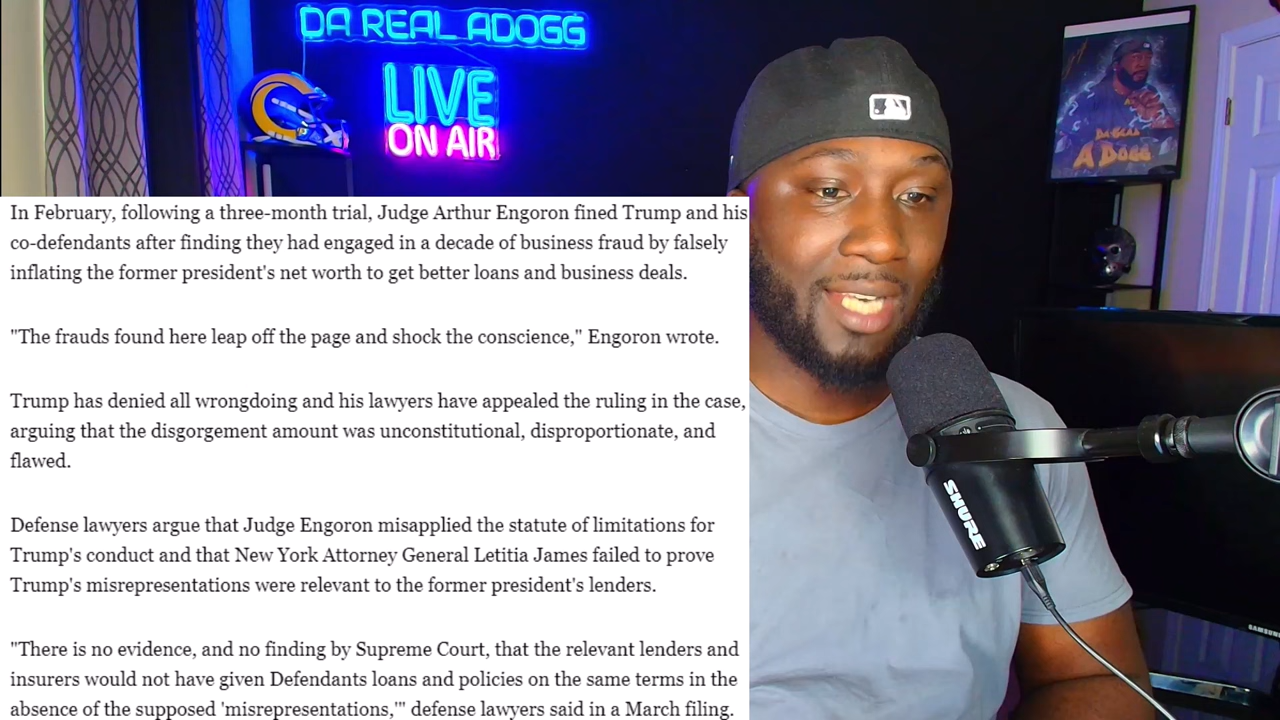 DA REAL ADOGG
LIVE
ON AIR
DA REAL
A DOGG
In February, following a three-month trial, Judge Arthur Engoron fined Trump and his
co-defendants after finding they had engaged in a decade of business fraud by falsely
inflating the former president's net worth to get better loans and business deals.
"The frauds found here leap off the page and shock the conscience," Engoron wrote.
Trump has denied all wrongdoing and his lawyers have appealed the ruling in the case,
arguing that the disgorgement amount was unconstitutional, disproportionate, and
flawed.
Defense lawyers argue that Judge Engoron misapplied the statute of limitations for
Trump's conduct and that New York Attorney General Letitia James failed to prove
Trump's misrepresentations were relevant to the former president's lenders.
"There is no evidence, and no finding by Supreme Court, that the relevant lenders and
insurers would not have given Defendants loans and policies on the same terms in the
absence of the supposed 'misrepresentations,'" defense lawyers said in a March filing.
SHURE
SAMSUNG